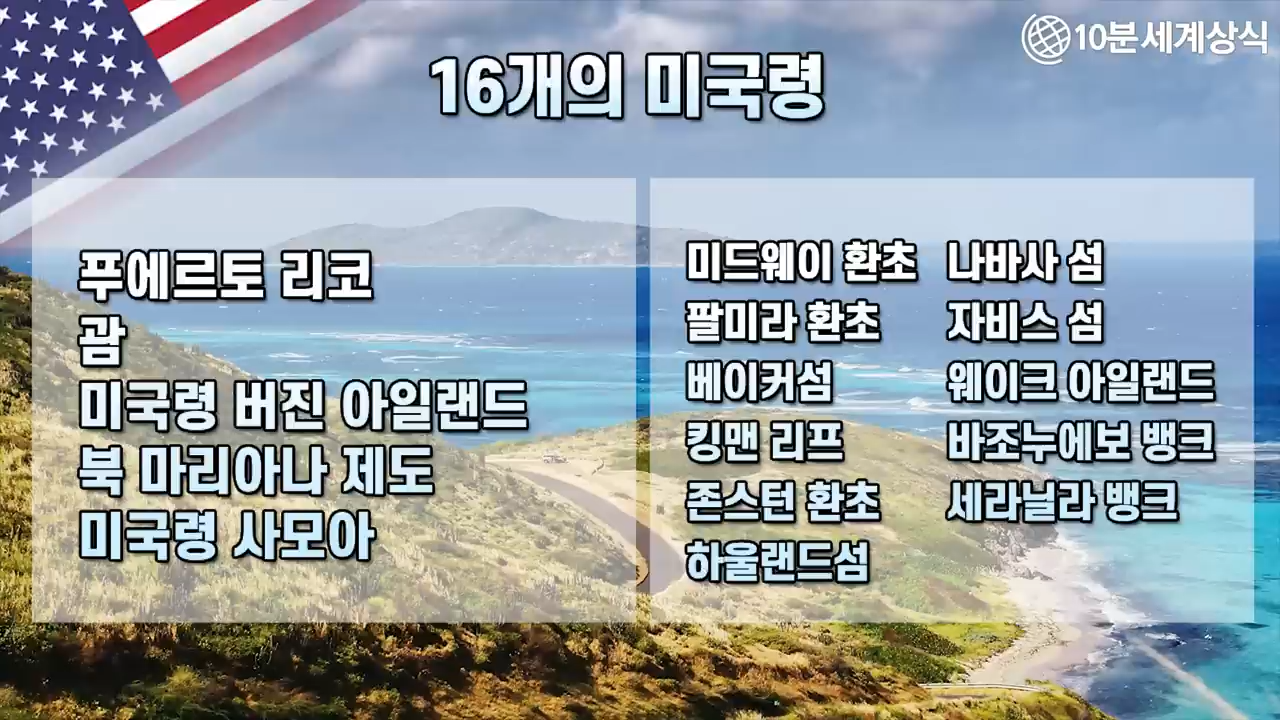 10분세계상식
16개의 미국령
푸에르토 리코
괌
미국령 버진 아일랜드
북 마리아나 제도
미국령 사모아
미드웨이 환초
팔미라 환초
베이커섬
킹맨 리프
존스턴 환초
하울랜드섬
나바사 섬
자비스 섬
웨이크 아일랜드
바조누에보 뱅크
세라닐라 뱅크